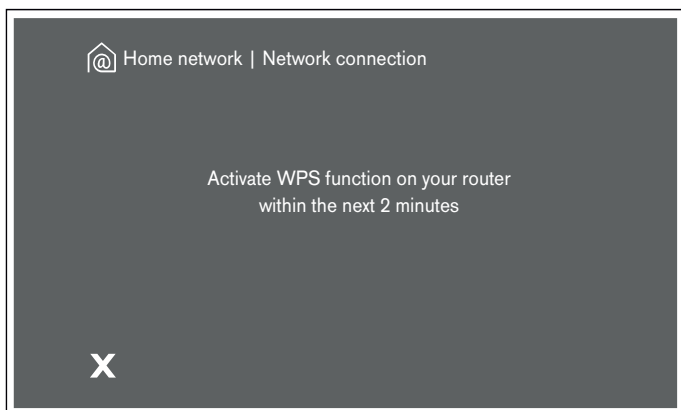 @ Home network | Network connection
Activate WPS function on your router
within the next 2 minutes
X